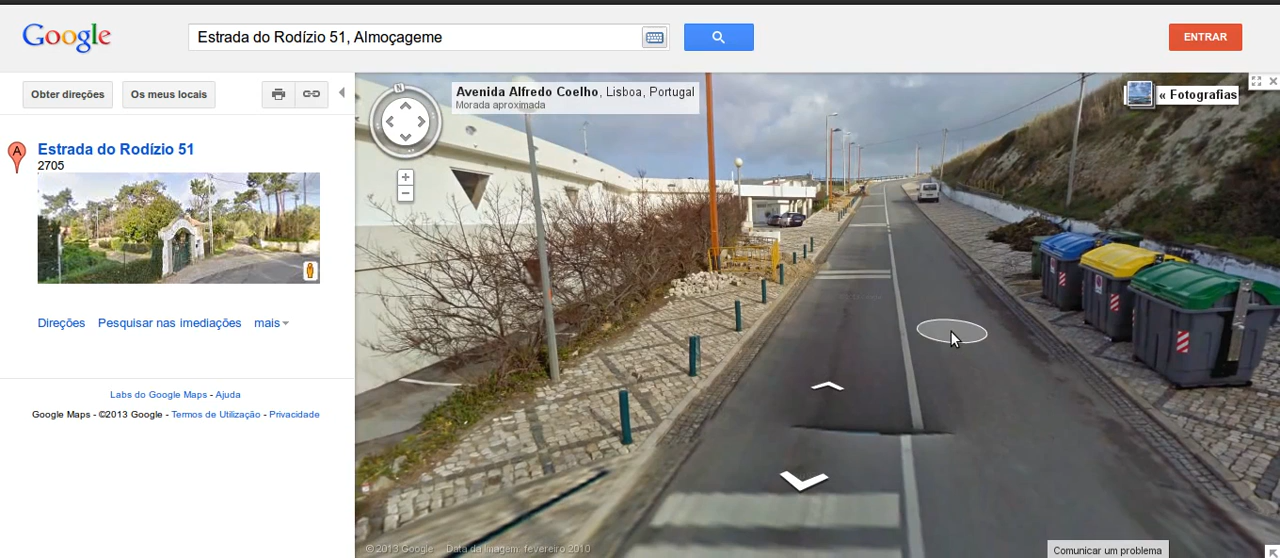 Google
Estrada do Rodízio 51, Almoçageme
ENTRAR
Obter direções
Os meus locais
A
Estrada do Rodízio 51
2705
Direções Pesquisar nas imediações mais
Labs do Google Maps - Ajuda
Google Maps - ©2013 Google - Termos de Utilização - Privacidade
N
Avenida Alfredo Coelho, Lisboa, Portugal
Morada aproximada
« Fotografias
© 2013 Google Data da Imagem: fevereiro 2010
Comunicar um problema